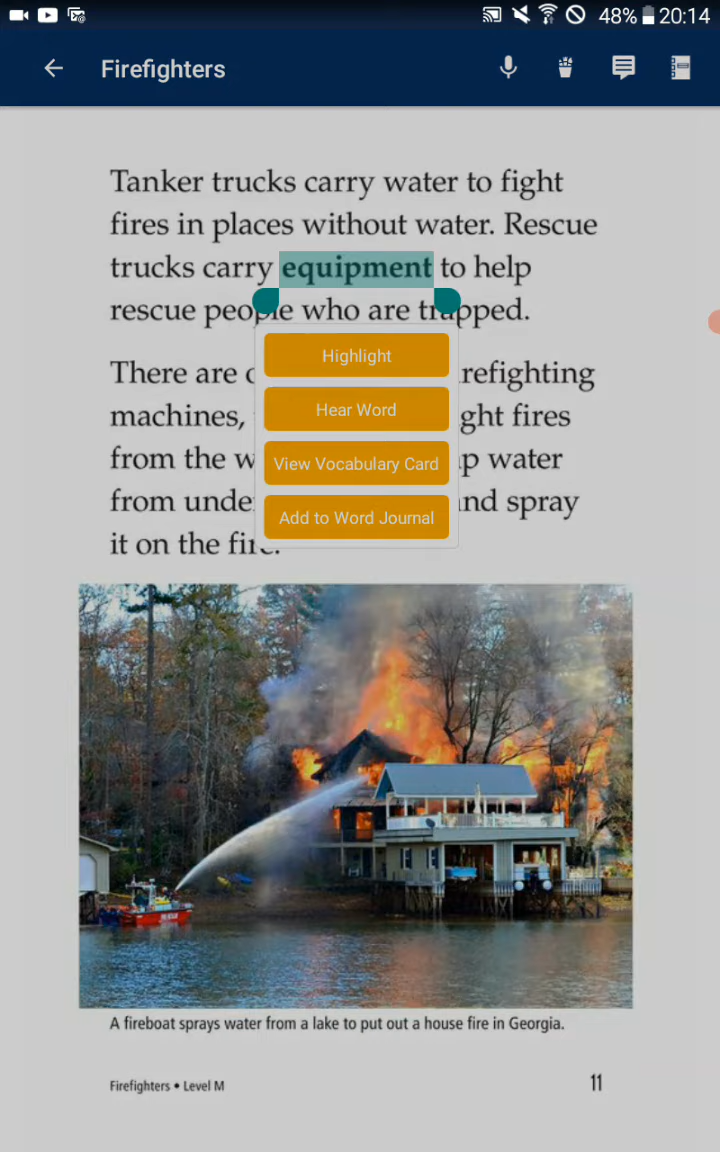 48% 20:14
Firefighters
Tanker trucks carry water to fight
fires in places without water. Rescue
trucks carry equipment to help
rescue people who are trapped.
Highlight
There are refighting
Hear Word
machines, ght fires
View Vocabulary Card
from the water
Add to Word Journal
from and spray
it on the fire.
A fireboat sprays water from a lake to put out a house fire in Georgia.
Firefighters • Level M 11